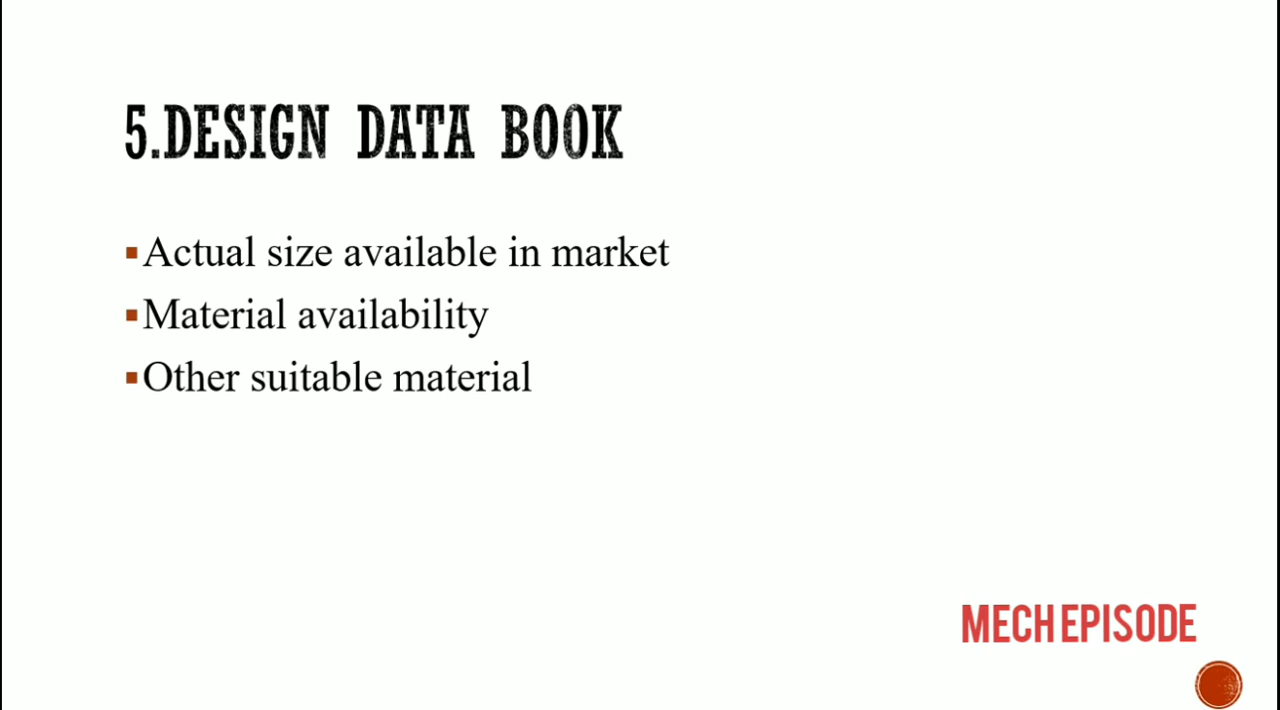 5.DESIGN DATA BOOK
▪Actual size available in market
▪Material availability
▪Other suitable material
MECH EPISODE